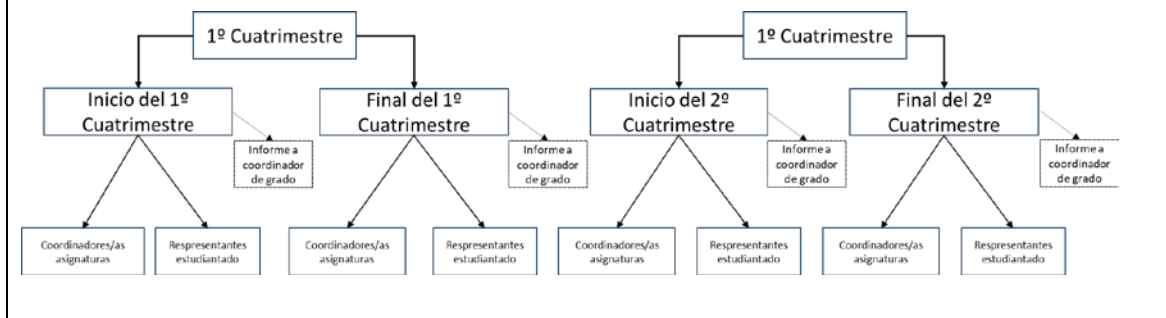 1º Cuatrimestre
1º Cuatrimestre
Inicio del 1º
Cuatrimestre
Final del 1º
Cuatrimestre
Inicio del 2º
Cuatrimestre
Final del 2º
Cuatrimestre
Informe a
coordinador
de grado
Informe a
coordinador
de grado
Informe a
coordinador
de grado
Informe a
coordinador
de grado
Coordinadores/as
asignaturas
Respresentantes
estudiantado
Coordinadores/as
asignaturas
Respresentantes
estudiantado
Coordinadores/as
asignaturas
Respresentantes
estudiantado
Coordinadores/as
asignaturas
Respresentantes
estudiantado